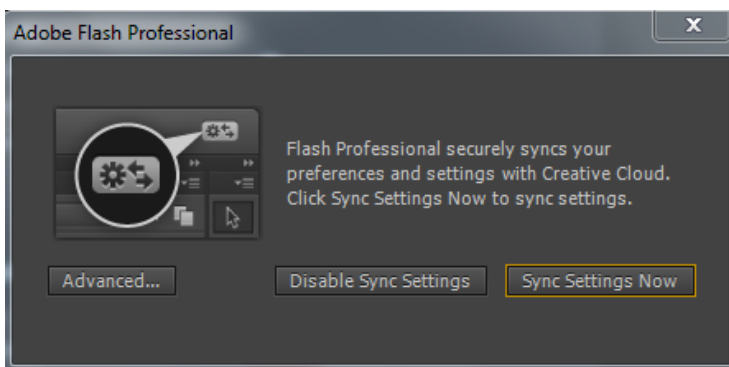 Adobe Flash Professional
x
Flash Professional securely syncs your
preferences and settings with Creative Cloud.
Click Sync Settings Now to sync settings.
Advanced...
Disable Sync Settings
Sync Settings Now